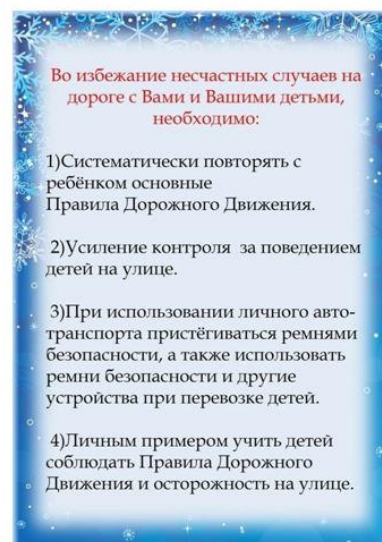 Во избежание несчастных случаев на
дороге с Вами и Вашими детьми,
необходимо:
1)Систематически повторять с
ребёнком основные
Правила Дорожного Движения.
2)Усиление контроля за поведением
детей на улице.
3)При использовании личного авто-
транспорта пристёгиваться ремнями
безопасности, а также использовать
ремни безопасности и другие
устройства при перевозке детей.
4)Личным примером учить детей
соблюдать Правила Дорожного
Движения и осторожность на улице.